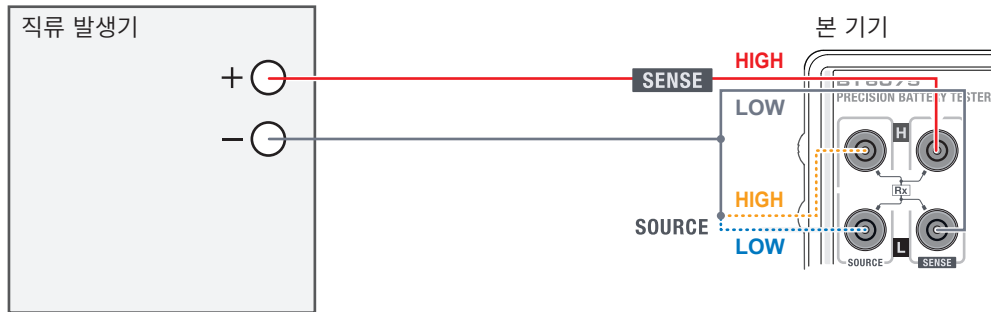 직류 발생기
본 기기
+
HIGH
SENSE
LOW
PRECISION BATTERY TESTER
−
H
Rx
HIGH
SOURCE
LOW
L
SOURCE
SENSE